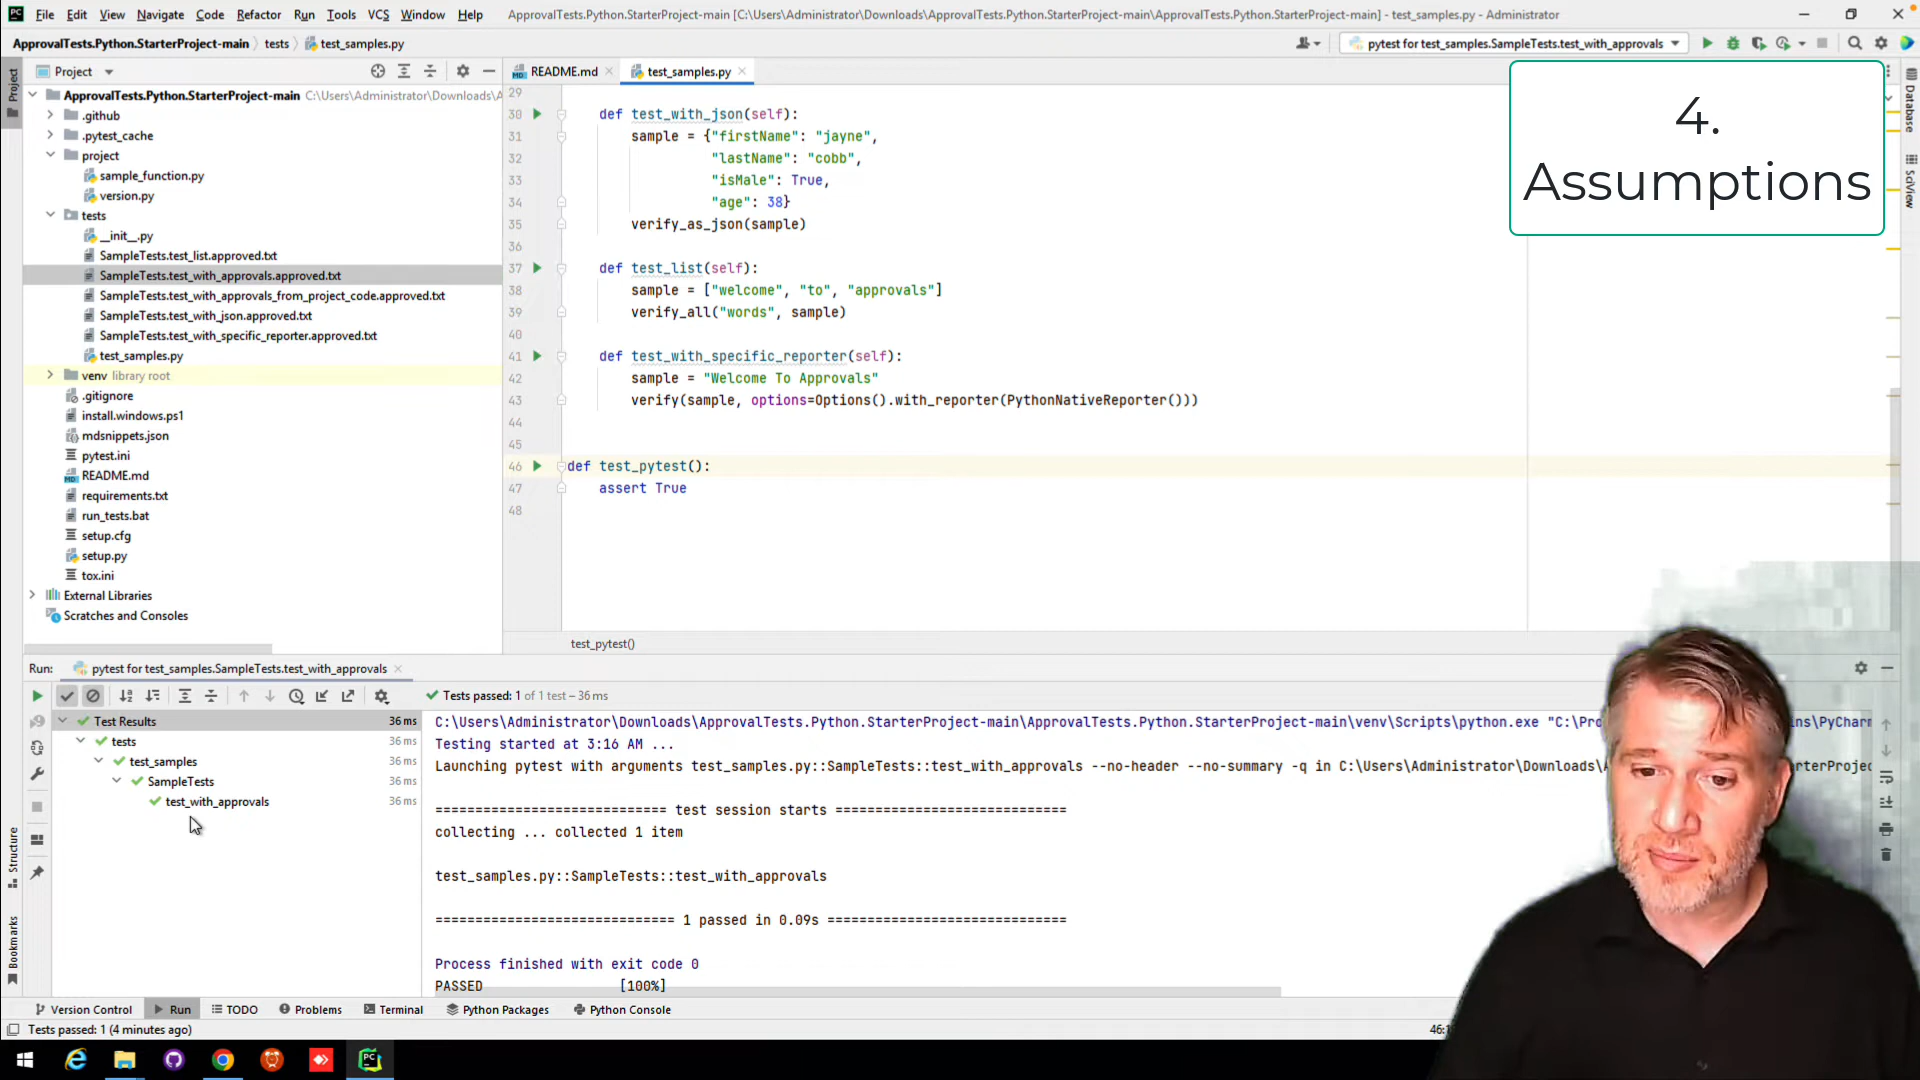 File Edit View Navigate Code Refactor Run Tools VCS Window Help ApprovalTests.Python.StarterProject-main [C:\Users\Administrator\Downloads\ApprovalTests.Python.StarterProject-main\ApprovalTests.Python.StarterProject-main] - test_samples.py - Administrator
ApprovalTests.Python.StarterProject-main tests test_samples.py
pytest for test_samples.SampleTests.test_with_approvals
Project
README.md
test_samples.py
4.
Assumptions
Project
ApprovalTests.Python.StarterProject-main C:\Users\Administrator\Downloads\A
.github
.pytest_cache
project
sample_function.py
version.py
tests
__init__.py
SampleTests.test_list.approved.txt
SampleTests.test_with_approvals.approved.txt
SampleTests.test_with_approvals_from_project_code.approved.txt
SampleTests.test_with_json.approved.txt
SampleTests.test_with_specific_reporter.approved.txt
test_samples.py
venv library root
.gitignore
install.windows.ps1
mdsnippets.json
pytest.ini
README.md
requirements.txt
run_tests.bat
setup.cfg
setup.py
tox.ini
External Libraries
Scratches and Consoles
29
30 def test_with_json(self):
31 sample = {"firstName": "jayne",
32 "lastName": "cobb",
33 "isMale": True,
34 "age": 38}
35 verify_as_json(sample)
36
37 def test_list(self):
38 sample = ["welcome", "to", "approvals"]
39 verify_all("words", sample)
40
41 def test_with_specific_reporter(self):
42 sample = "Welcome To Approvals"
43 verify(sample, options=Options().with_reporter(PythonNativeReporter()))
44
45
46 def test_pytest():
47 assert True
48
test_pytest()
Database
SciView
Run: pytest for test_samples.SampleTests.test_with_approvals
Tests passed: 1 of 1 test – 36 ms
Test Results 36 ms
tests 36 ms
test_samples 36 ms
SampleTests 36 ms
test_with_approvals 36 ms
C:\Users\Administrator\Downloads\ApprovalTests.Python.StarterProject-main\ApprovalTests.Python.StarterProject-main\venv\Scripts\python.exe "C:\Pro
ins\PyCharm
Testing started at 3:16 AM ...
Launching pytest with arguments test_samples.py::SampleTests::test_with_approvals --no-header --no-summary -q in C:\Users\Administrator\Downloads\A
tarterProjec
============================= test session starts =============================
collecting ... collected 1 item
test_samples.py::SampleTests::test_with_approvals
============================== 1 passed in 0.09s ==============================
Process finished with exit code 0
PASSED [100%]
Structure
Bookmarks
Version Control Run TODO Problems Terminal Python Packages Python Console
Tests passed: 1 (4 minutes ago)
PC